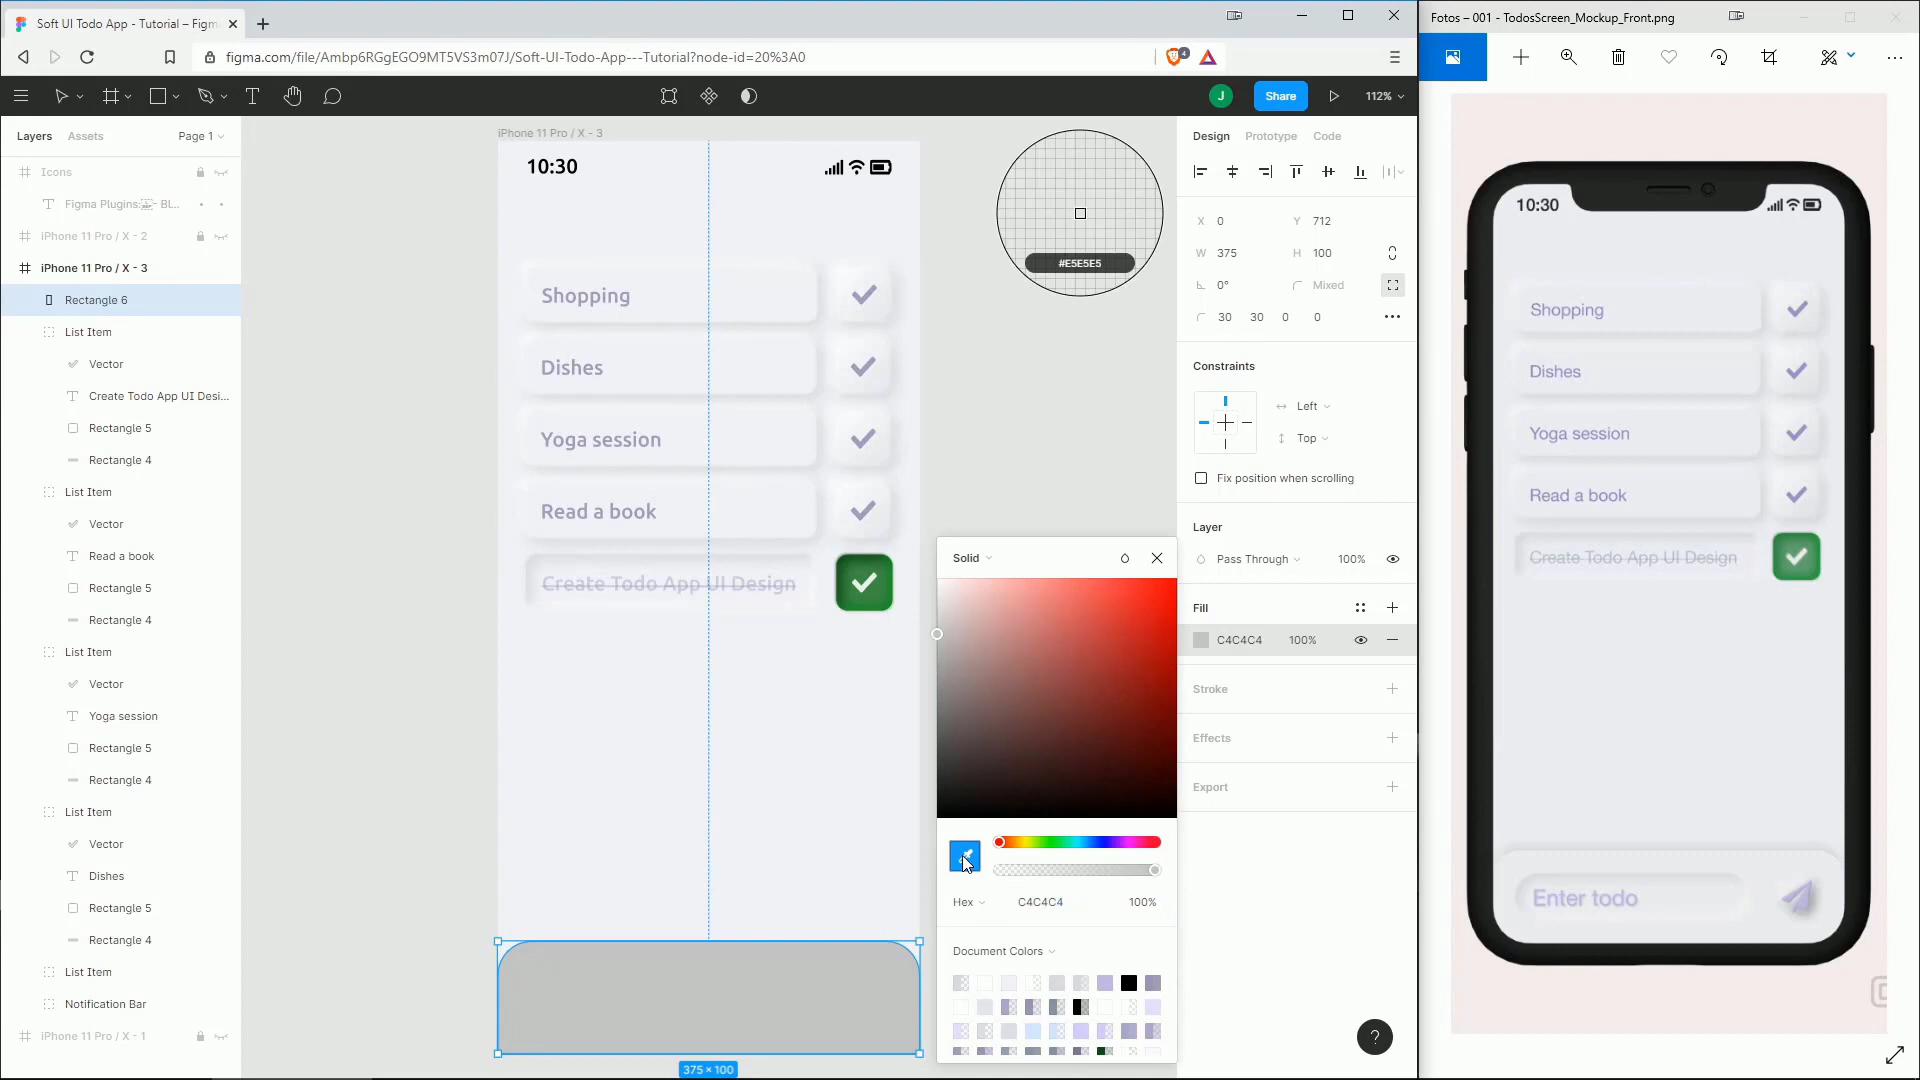 Soft UI Todo App - Tutorial – Figm
Fotos – 001 - TodosScreen_Mockup_Front.png
figma.com/file/Ambp6RGgEGO9MT5VS3m07J/Soft-UI-Todo-App---Tutorial?node-id=20%3A0
4
J
Share
112%
Layers
Assets
Page 1
Icons
Figma Plugins: - BL...
iPhone 11 Pro / X - 2
iPhone 11 Pro / X - 3
Rectangle 6
List Item
Vector
Create Todo App UI Desi...
Rectangle 5
Rectangle 4
List Item
Vector
Read a book
Rectangle 5
Rectangle 4
List Item
Vector
Yoga session
Rectangle 5
Rectangle 4
List Item
Vector
Dishes
Rectangle 5
Rectangle 4
List Item
Notification Bar
iPhone 11 Pro / X - 1
iPhone 11 Pro / X - 3
10:30
Shopping
Dishes
Yoga session
Read a book
Create Todo App UI Design
375 × 100
#E5E5E5
Solid
Hex
C4C4C4
100%
Document Colors
Design
Prototype
Code
X 0
Y 712
W 375
H 100
0°
Mixed
30 30 0 0
Constraints
Left
Top
Fix position when scrolling
Layer
Pass Through
100%
Fill
C4C4C4
100%
Stroke
Effects
Export
?
10:30
Shopping
Dishes
Yoga session
Read a book
Create Todo App UI Design
Enter todo